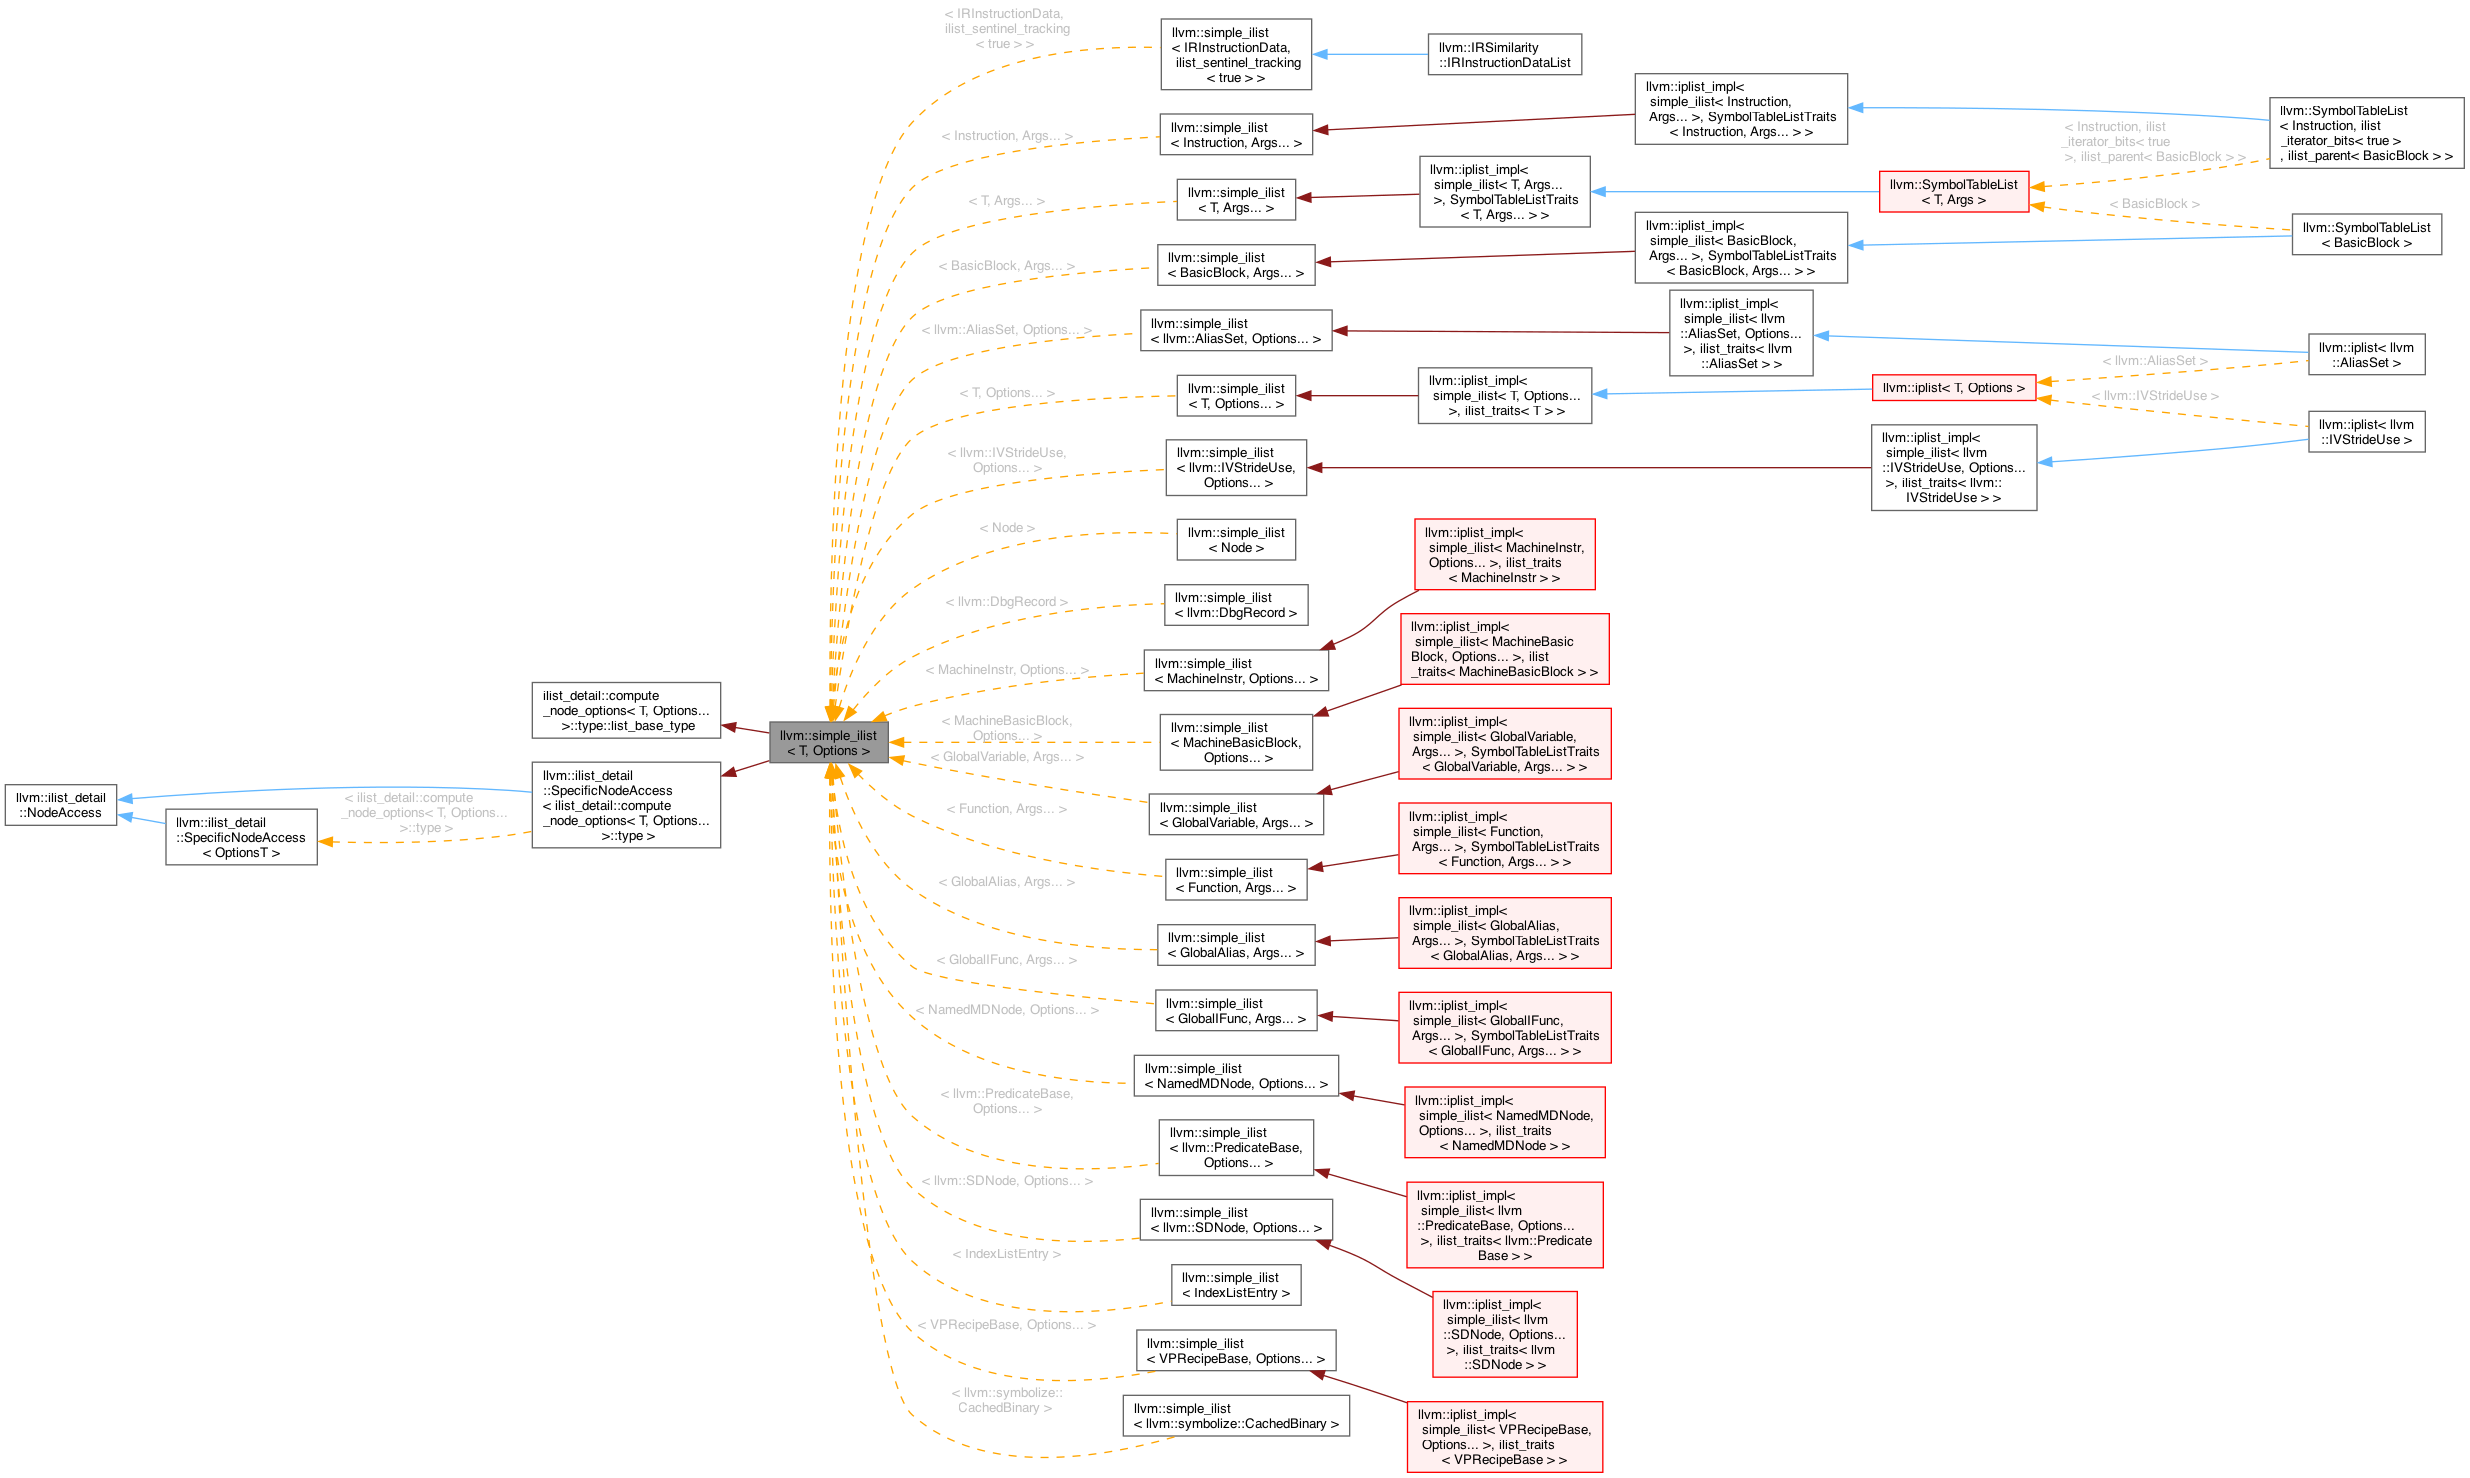 llvm::ilist_detail
::NodeAccess
llvm::ilist_detail
::SpecificNodeAccess
< OptionsT >
< ilist_detail::compute
_node_options< T, Options...
>::type >
ilist_detail::compute
_node_options< T, Options...
>::type::list_base_type
llvm::ilist_detail
::SpecificNodeAccess
< ilist_detail::compute
_node_options< T, Options...
>::type >
llvm::simple_ilist
< T, Options >
< IRInstructionData,
ilist_sentinel_tracking
< true > >
llvm::simple_ilist
< IRInstructionData,
ilist_sentinel_tracking
< true > >
llvm::IRSimilarity
::IRInstructionDataList
< Instruction, Args... >
llvm::simple_ilist
< Instruction, Args... >
llvm::iplist_impl<
simple_ilist< Instruction,
Args... >, SymbolTableListTraits
< Instruction, Args... > >
< Instruction, ilist
_iterator_bits< true
>, ilist_parent< BasicBlock > >
llvm::SymbolTableList
< Instruction, ilist
_iterator_bits< true >
, ilist_parent< BasicBlock > >
< T, Args... >
llvm::simple_ilist
< T, Args... >
llvm::iplist_impl<
simple_ilist< T, Args...
>, SymbolTableListTraits
< T, Args... > >
llvm::SymbolTableList
< T, Args >
< BasicBlock >
llvm::SymbolTableList
< BasicBlock >
< BasicBlock, Args... >
llvm::simple_ilist
< BasicBlock, Args... >
llvm::iplist_impl<
simple_ilist< BasicBlock,
Args... >, SymbolTableListTraits
< BasicBlock, Args... > >
< llvm::AliasSet, Options... >
llvm::simple_ilist
< llvm::AliasSet, Options... >
llvm::iplist_impl<
simple_ilist< llvm
::AliasSet, Options...
>, ilist_traits< llvm
::AliasSet > >
< llvm::AliasSet >
llvm::iplist< llvm
::AliasSet >
< T, Options... >
llvm::simple_ilist
< T, Options... >
llvm::iplist_impl<
simple_ilist< T, Options...
>, ilist_traits< T > >
llvm::iplist< T, Options >
< llvm::IVStrideUse >
llvm::iplist< llvm
::IVStrideUse >
< llvm::IVStrideUse,
Options... >
llvm::simple_ilist
< llvm::IVStrideUse,
Options... >
llvm::iplist_impl<
simple_ilist< llvm
::IVStrideUse, Options...
>, ilist_traits< llvm::
IVStrideUse > >
< Node >
llvm::simple_ilist
< Node >
< llvm::DbgRecord >
llvm::simple_ilist
< llvm::DbgRecord >
< MachineInstr, Options... >
llvm::simple_ilist
< MachineInstr, Options... >
llvm::iplist_impl<
simple_ilist< MachineInstr,
Options... >, ilist_traits
< MachineInstr > >
< MachineBasicBlock,
Options... >
llvm::simple_ilist
< MachineBasicBlock,
Options... >
llvm::iplist_impl<
simple_ilist< MachineBasic
Block, Options... >, ilist
_traits< MachineBasicBlock > >
< GlobalVariable, Args... >
llvm::simple_ilist
< GlobalVariable, Args... >
llvm::iplist_impl<
simple_ilist< GlobalVariable,
Args... >, SymbolTableListTraits
< GlobalVariable, Args... > >
< Function, Args... >
llvm::simple_ilist
< Function, Args... >
llvm::iplist_impl<
simple_ilist< Function,
Args... >, SymbolTableListTraits
< Function, Args... > >
< GlobalAlias, Args... >
llvm::simple_ilist
< GlobalAlias, Args... >
llvm::iplist_impl<
simple_ilist< GlobalAlias,
Args... >, SymbolTableListTraits
< GlobalAlias, Args... > >
< GlobalIFunc, Args... >
llvm::simple_ilist
< GlobalIFunc, Args... >
llvm::iplist_impl<
simple_ilist< GlobalIFunc,
Args... >, SymbolTableListTraits
< GlobalIFunc, Args... > >
< NamedMDNode, Options... >
llvm::simple_ilist
< NamedMDNode, Options... >
llvm::iplist_impl<
simple_ilist< NamedMDNode,
Options... >, ilist_traits
< NamedMDNode > >
< llvm::PredicateBase,
Options... >
llvm::simple_ilist
< llvm::PredicateBase,
Options... >
llvm::iplist_impl<
simple_ilist< llvm
::PredicateBase, Options...
>, ilist_traits< llvm::Predicate
Base > >
< llvm::SDNode, Options... >
llvm::simple_ilist
< llvm::SDNode, Options... >
llvm::iplist_impl<
simple_ilist< llvm
::SDNode, Options...
>, ilist_traits< llvm
::SDNode > >
< IndexListEntry >
llvm::simple_ilist
< IndexListEntry >
< VPRecipeBase, Options... >
llvm::simple_ilist
< VPRecipeBase, Options... >
llvm::iplist_impl<
simple_ilist< VPRecipeBase,
Options... >, ilist_traits
< VPRecipeBase > >
< llvm::symbolize::
CachedBinary >
llvm::simple_ilist
< llvm::symbolize::CachedBinary >